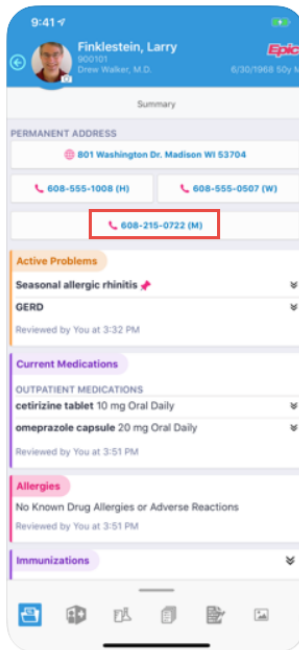 9:41
Finklestein, Larry
Epic
900101
Drew Walker, M.D.
6/30/1968 50y M
Summary
PERMANENT ADDRESS
801 Washington Dr. Madison WI 53704
608-555-1008 (H)
608-555-0507 (W)
608-215-0722 (M)
Active Problems
Seasonal allergic rhinitis
GERD
Reviewed by You at 3:32 PM
Current Medications
OUTPATIENT MEDICATIONS
cetirizine tablet 10 mg Oral Daily
omeprazole capsule 20 mg Oral Daily
Reviewed by You at 3:51 PM
Allergies
No Known Drug Allergies or Adverse Reactions
Reviewed by You at 3:51 PM
Immunizations